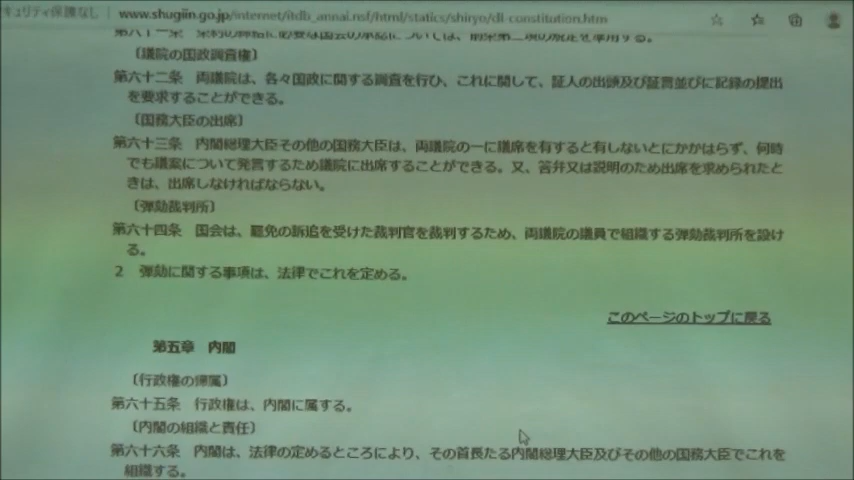 キュリティ保護なし | www.shugiin.go.jp/internet/itdb_annai.nsf/html/statics/shiryo/dl-constitution.htm
〔議院の国政調査権〕
第六十二条　両議院は、各々国政に関する調査を行ひ、これに関して、証人の出頭及び証言並びに記録の提出
を要求することができる。
〔国務大臣の出席〕
第六十三条　内閣総理大臣その他の国務大臣は、両議院の一に議席を有すると有しないとにかかはらず、何時
でも議案について発言するため議院に出席することができる。又、答弁又は説明のため出席を求められたと
きは、出席しなければならない。
〔弾劾裁判所〕
第六十四条　国会は、罷免の訴追を受けた裁判官を裁判するため、両議院の議員で組織する弾劾裁判所を設け
る。
2　弾劾に関する事項は、法律でこれを定める。
このページのトップに戻る
第五章　内閣
〔行政権の帰属〕
第六十五条　行政権は、内閣に属する。
〔内閣の組織と責任〕
第六十六条　内閣は、法律の定めるところにより、その首長たる内閣総理大臣及びその他の国務大臣でこれを
組織する。